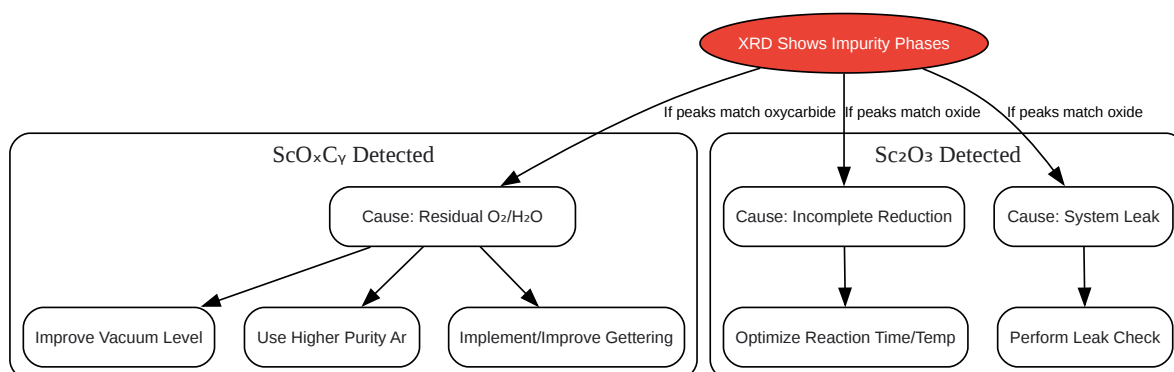 XRD Shows Impurity Phases
If peaks match oxycarbide
If peaks match oxide
If peaks match oxide
ScOₓCᵧ Detected
Sc₂O₃ Detected
Cause: Residual O₂/H₂O
Cause: Incomplete Reduction
Cause: System Leak
Improve Vacuum Level
Use Higher Purity Ar
Implement/Improve Gettering
Optimize Reaction Time/Temp
Perform Leak Check